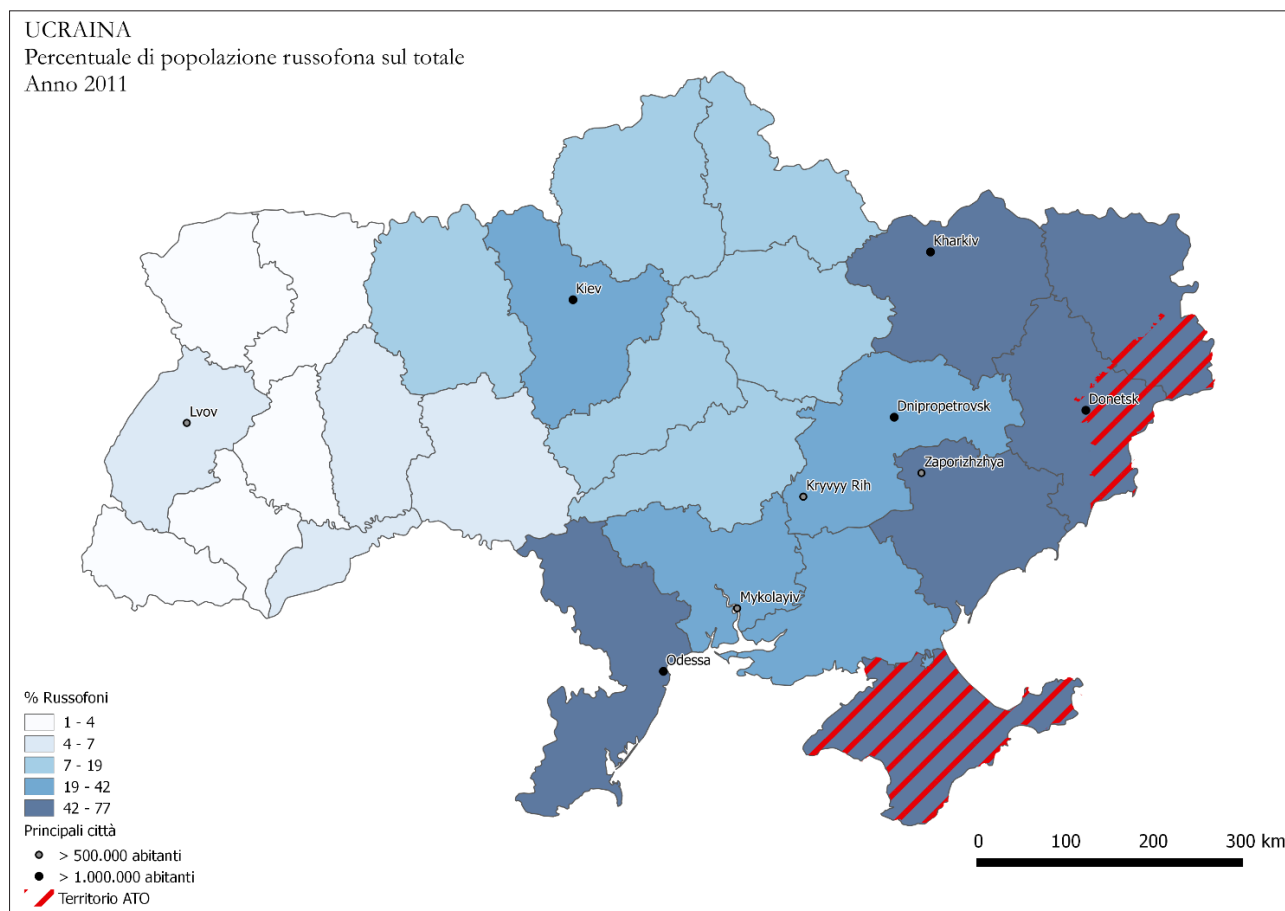 UCRAINA
Percentuale di popolazione russofona sul totale
Anno 2011
Kharkiv
Kiev
Lvov
Donetsk
Dnipropetrovsk
Zaporizhzhya
Kryvyy Rih
Mykolayiv
Odessa
% Russofoni
1 - 4
4 - 7
7 - 19
19 - 42
42 - 77
Principali città
> 500.000 abitanti
> 1.000.000 abitanti
Territorio ATO
0 100 200 300 km